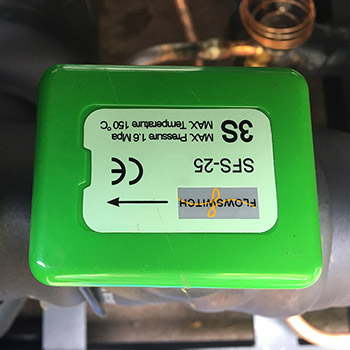 FLOWSWITCH
SFS-25
CE
3S
MAX. Pressure 1.6 Mpa
MAX. Temperature 150°C